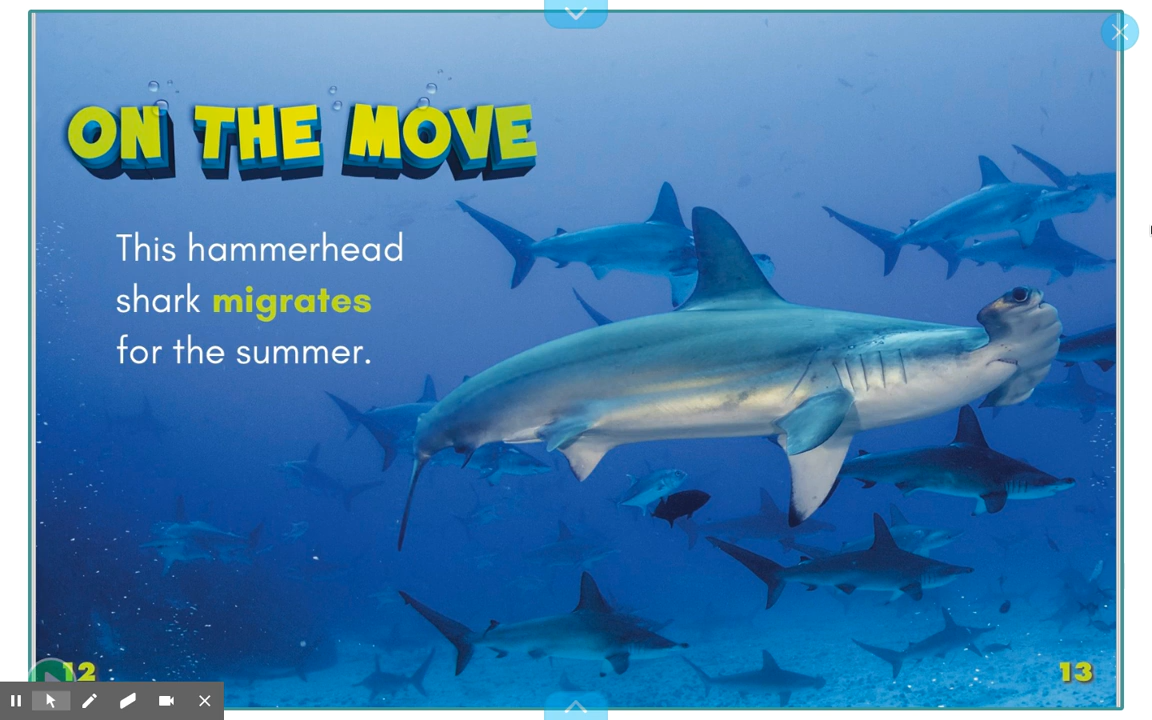 ON THE MOVE
This hammerhead
shark migrates
for the summer.
12
13